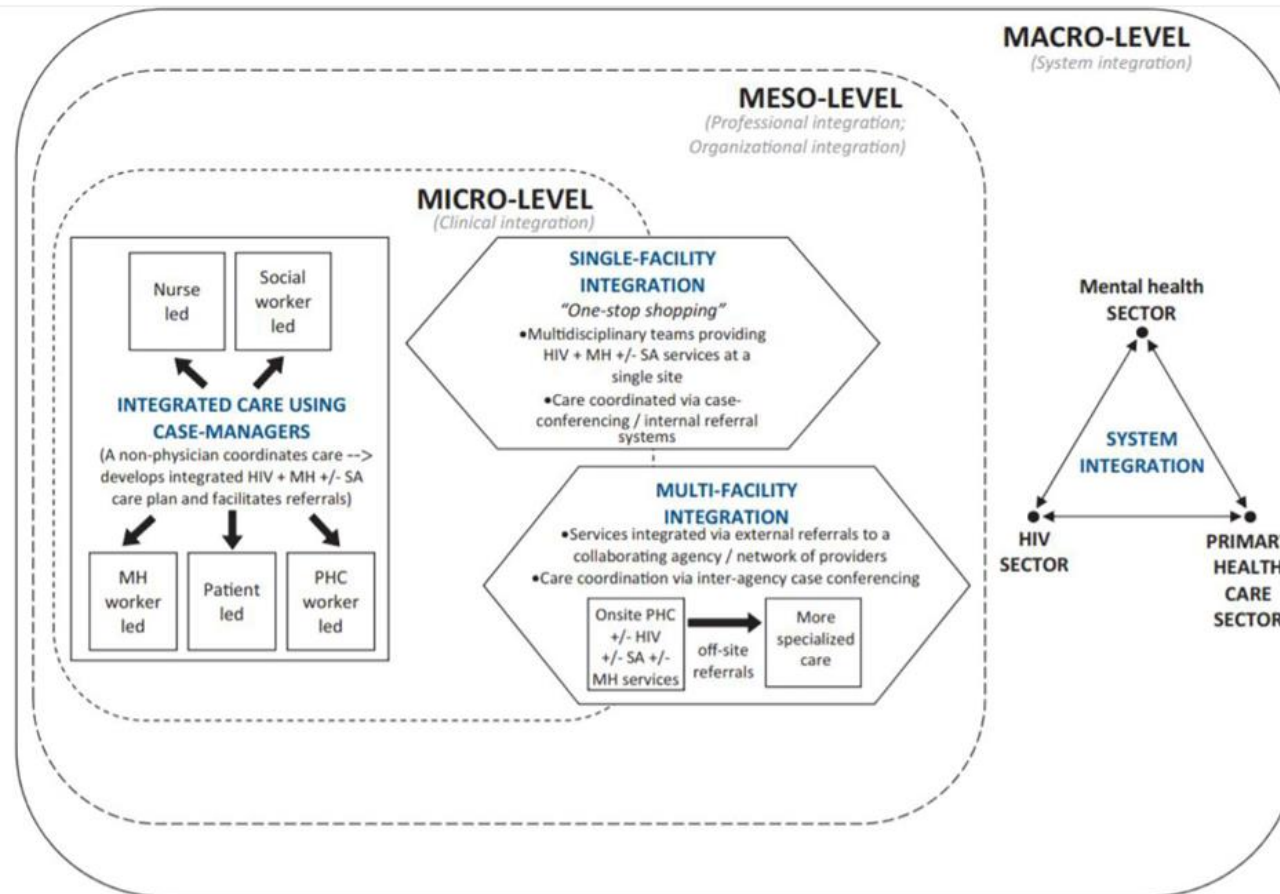 MACRO-LEVEL
(System integration)
MESO-LEVEL
(Professional integration;
Organizational integration)
MICRO-LEVEL
(Clinical integration)
Nurse
led
Social
worker
led
INTEGRATED CARE USING
CASE-MANAGERS
(A non-physician coordinates care -->
develops integrated HIV + MH +/- SA
care plan and facilitates referrals)
MH
worker
led
Patient
led
PHC
worker
led
SINGLE-FACILITY
INTEGRATION
“One-stop shopping”
•Multidisciplinary teams providing
HIV + MH +/- SA services at a
single site
•Care coordinated via case-
conferencing / internal referral
systems
MULTI-FACILITY
INTEGRATION
•Services integrated via external referrals to a
collaborating agency / network of providers
•Care coordination via inter-agency case conferencing
Onsite PHC
+/- HIV
+/- SA +/-
MH services
off-site
referrals
More
specialized
care
Mental health
SECTOR
SYSTEM
INTEGRATION
HIV
SECTOR
PRIMARY
HEALTH
CARE
SECTOR